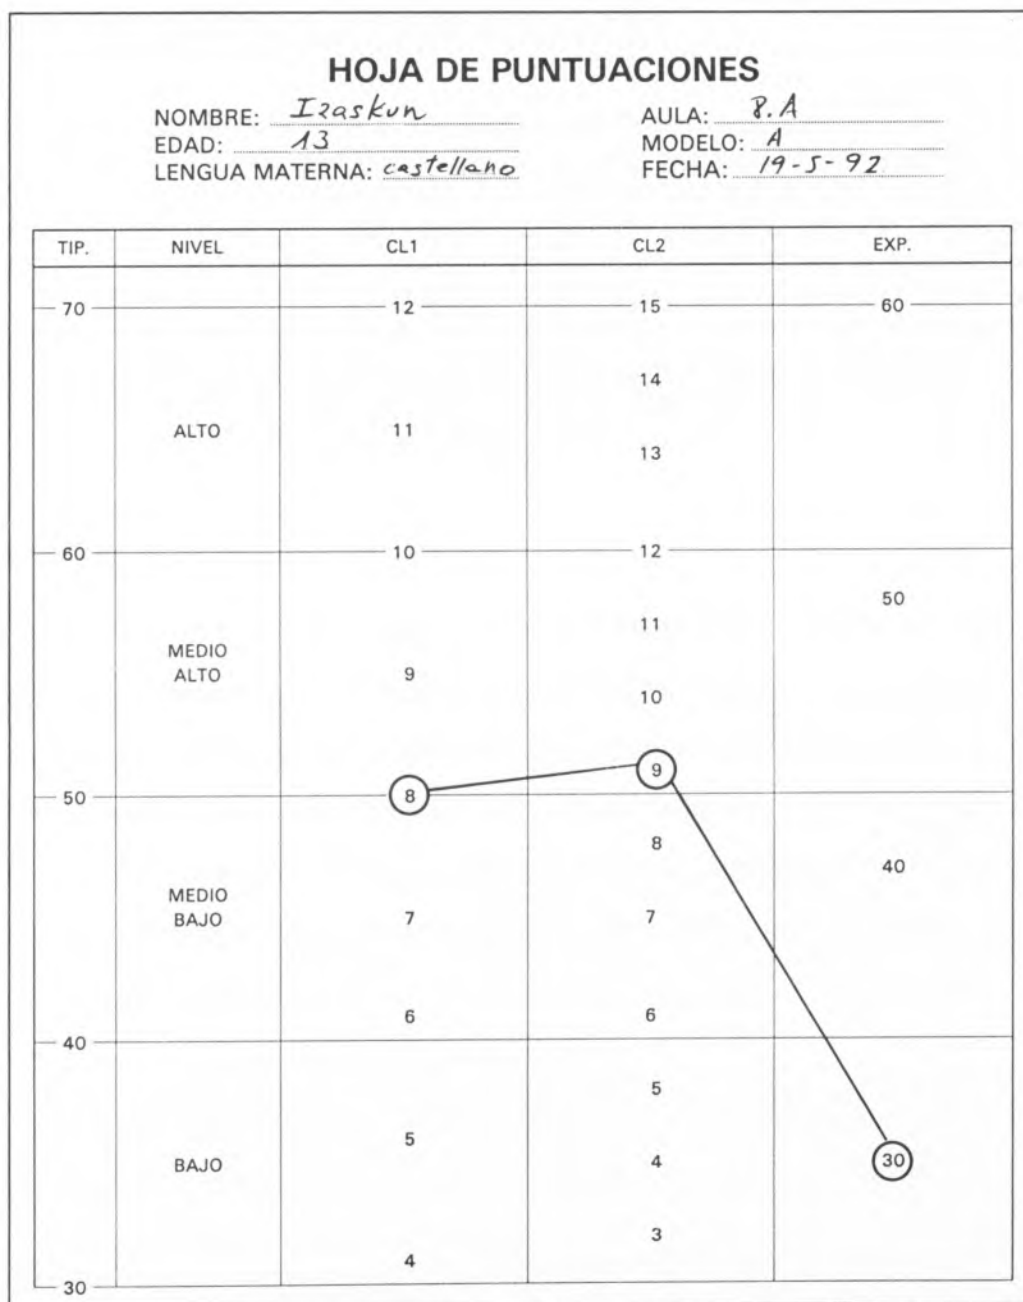 HOJA DE PUNTUACIONES
NOMBRE: Izaskun AULA: 8.A
EDAD: 13 MODELO: A
LENGUA MATERNA: castellano FECHA: 19-5-92
TIP. NIVEL CL1 CL2 EXP.
70 12 15 60
14
ALTO 11
13
60 10 12
50
11
MEDIO
ALTO 9
10
9
50 8
8
40
MEDIO
BAJO 7 7
6 6
40
5
5
BAJO 4 30
3
4
30